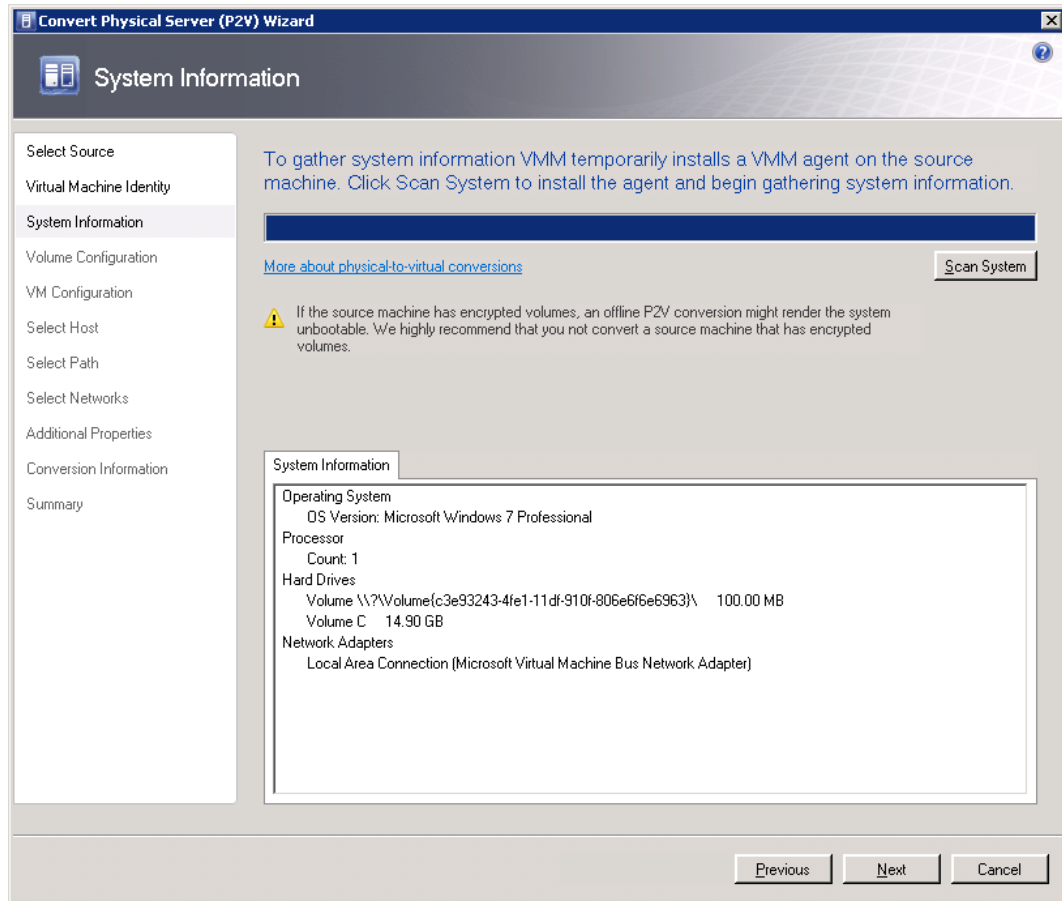 Convert Physical Server (P2V) Wizard
System Information
Select Source
Virtual Machine Identity
System Information
Volume Configuration
VM Configuration
Select Host
Select Path
Select Networks
Additional Properties
Conversion Information
Summary
To gather system information VMM temporarily installs a VMM agent on the source
machine. Click Scan System to install the agent and begin gathering system information.
More about physical-to-virtual conversions
Scan System
If the source machine has encrypted volumes, an offline P2V conversion might render the system
unbootable. We highly recommend that you not convert a source machine that has encrypted
volumes.
System Information
Operating System
OS Version: Microsoft Windows 7 Professional
Processor
Count: 1
Hard Drives
Volume \\?\Volume{c3e93243-4fe1-11df-910f-806e6f6e6963}\ 100.00 MB
Volume C 14.90 GB
Network Adapters
Local Area Connection (Microsoft Virtual Machine Bus Network Adapter)
Previous
Next
Cancel